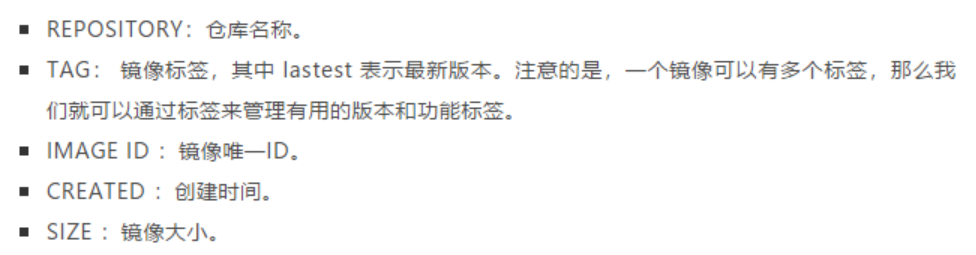 ▪ REPOSITORY：仓库名称。
▪ TAG： 镜像标签，其中 lastest 表示最新版本。注意的是，一个镜像可以有多个标签，那么我
们就可以通过标签来管理有用的版本和功能标签。
▪ IMAGE ID ：镜像唯一ID。
▪ CREATED ：创建时间。
▪ SIZE ：镜像大小。